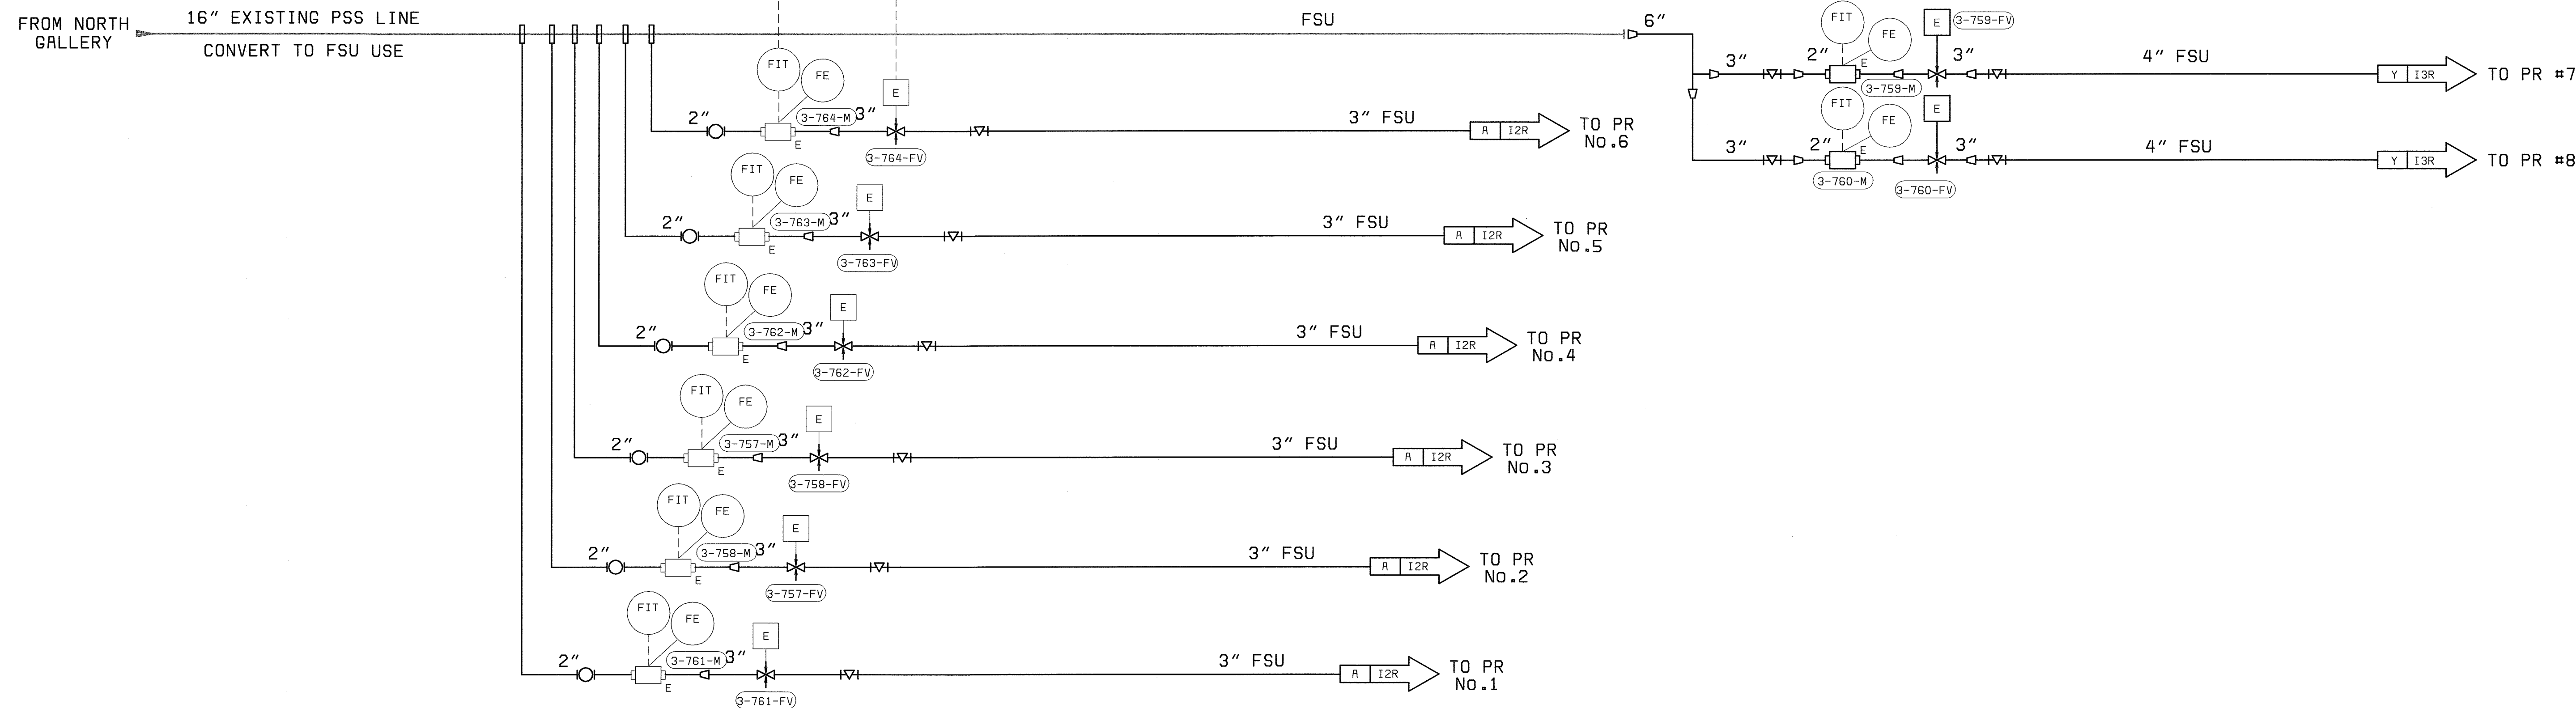 FROM NORTH
GALLERY
16" EXISTING PSS LINE
CONVERT TO FSU USE
FSU
6"
FIT
FE
E
3-759-FV
3"
2"
E
3"
4" FSU
Y I3R
TO PR #7
3-759-M
FIT
FE
E
3"
2"
E
3"
4" FSU
Y I3R
TO PR #8
3-760-M
3-760-FV
FIT
FE
E
2"
3-764-M
3"
E
3-764-FV
3" FSU
A I2R
TO PR
No.6
FIT
FE
E
2"
3-763-M
3"
E
3-763-FV
3" FSU
A I2R
TO PR
No.5
FIT
FE
E
2"
3-762-M
3"
E
3-762-FV
3" FSU
A I2R
TO PR
No.4
FIT
FE
E
2"
3-757-M
3"
E
3-758-FV
3" FSU
A I2R
TO PR
No.3
FIT
FE
E
2"
3-758-M
3"
E
3-757-FV
3" FSU
A I2R
TO PR
No.2
FIT
FE
E
2"
3-761-M
3"
E
3-761-FV
3" FSU
A I2R
TO PR
No.1